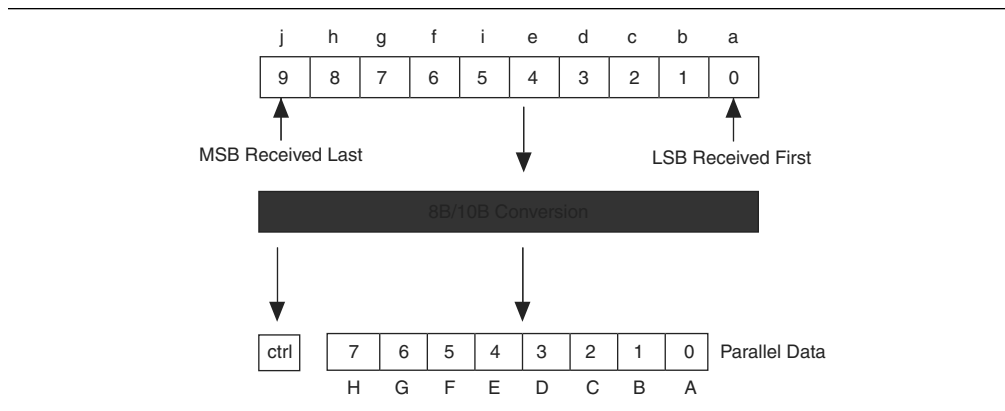 j h g f i e d c b a
9 8 7 6 5 4 3 2 1 0
MSB Received Last LSB Received First
8B/10B Conversion
ctrl 7 6 5 4 3 2 1 0 Parallel Data
H G F E D C B A